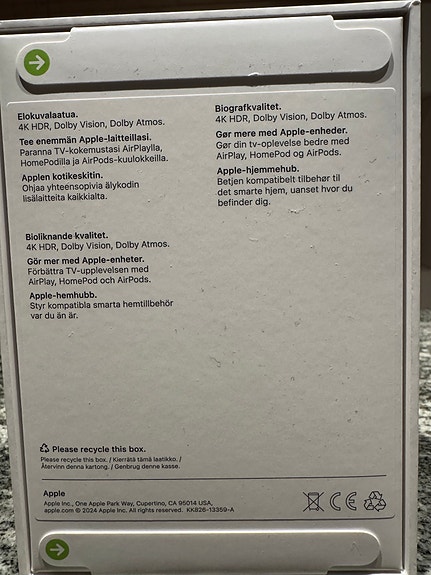 Elokuvalaatua.
4K HDR, Dolby Vision, Dolby Atmos.
Tee enemmän Apple-laitteillasi.
Paranna TV-kokemustasi AirPlaylla,
HomePodilla ja AirPods-kuulokkeilla.
Applen kotikeskitin.
Ohjaa yhteensopivia älykodin
lisälaitteita kaikkialta.
Biografkvalitet.
4K HDR, Dolby Vision, Dolby Atmos.
Gør mere med Apple-enheder.
Gør din tv-oplevelse bedre med
AirPlay, HomePod og AirPods.
Apple-hjemmehub.
Betjen kompatibelt tilbehør til
det smarte hjem, uanset hvor du
befinder dig.
Bioliknande kvalitet.
4K HDR, Dolby Vision, Dolby Atmos.
Gör mer med Apple-enheter.
Förbättra TV-upplevelsen med
AirPlay, HomePod och AirPods.
Apple-hemhubb.
Styr kompatibla smarta hemtillbehör
var du än är.
Please recycle this box.
Please recycle this box. / Kierrätä tämä laatikko. /
Återvinn denna kartong. / Genbrug denne kasse.
Apple
Apple Inc., One Apple Park Way, Cupertino, CA 95014 USA,
apple.com © 2024 Apple Inc. All rights reserved. KK826-13359-A
CE